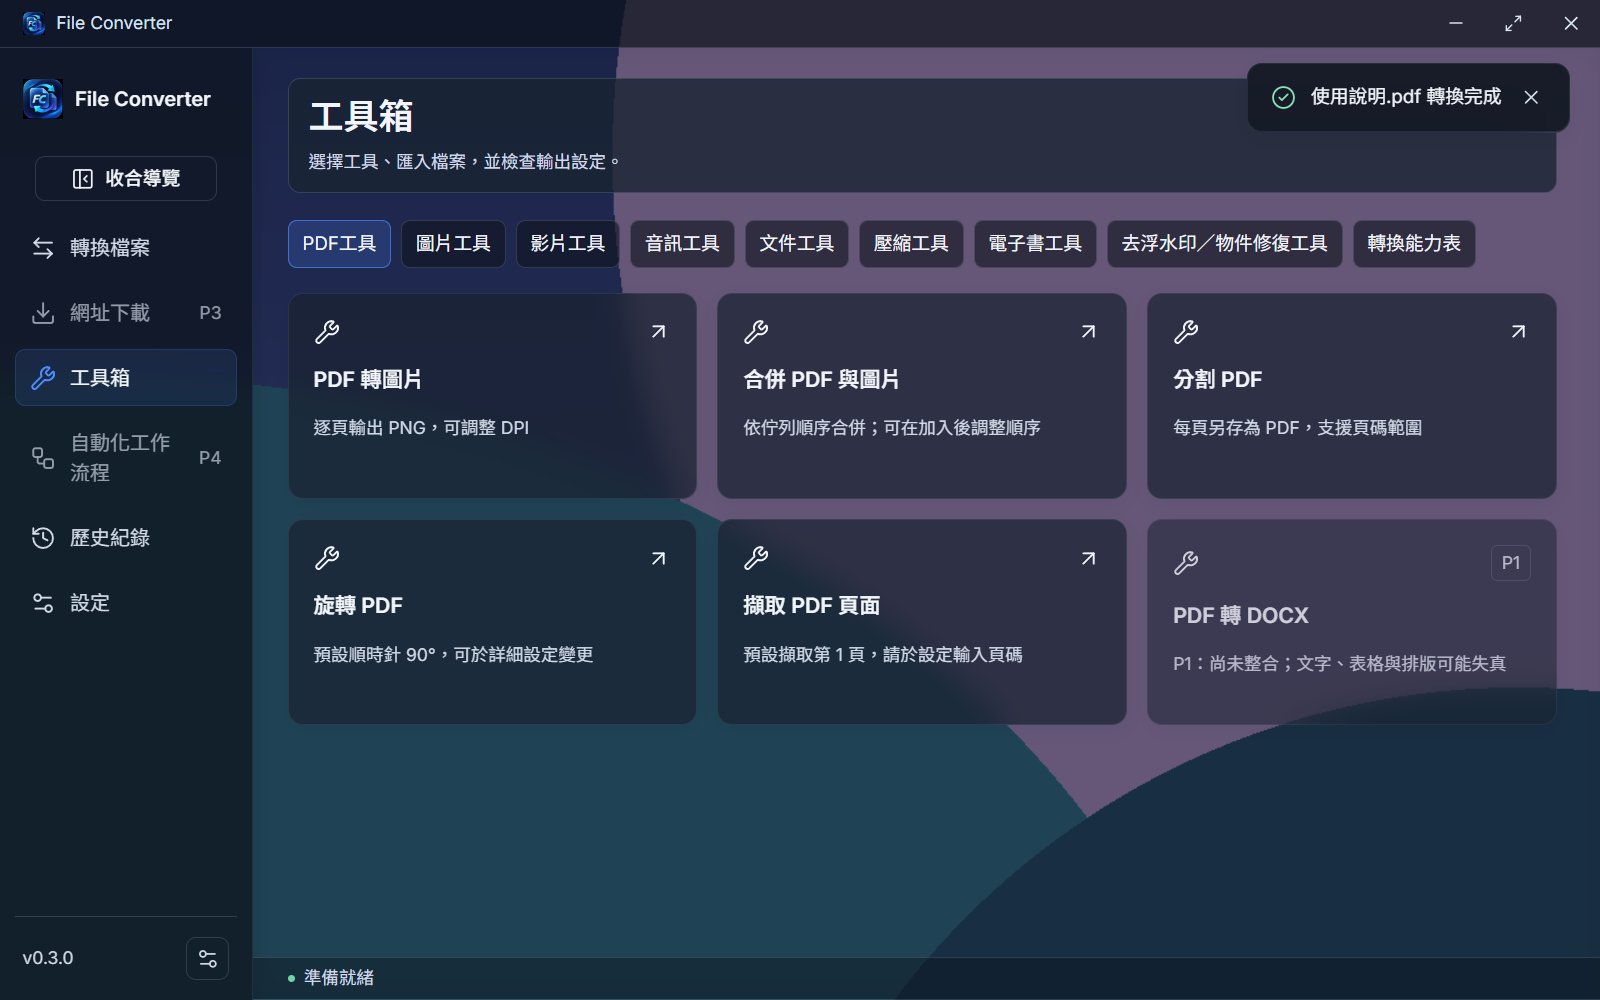 File Converter
File Converter
收合導覽
轉換檔案
網址下載 P3
工具箱
自動化工作
流程
P4
歷史紀錄
設定
v0.3.0
工具箱
選擇工具、匯入檔案，並檢查輸出設定。
使用說明.pdf 轉換完成
PDF工具 圖片工具 影片工具 音訊工具 文件工具 壓縮工具 電子書工具 去浮水印／物件修復工具 轉換能力表
PDF 轉圖片
逐頁輸出 PNG，可調整 DPI
合併 PDF 與圖片
依佇列順序合併；可在加入後調整順序
分割 PDF
每頁另存為 PDF，支援頁碼範圍
旋轉 PDF
預設順時針 90°，可於詳細設定變更
擷取 PDF 頁面
預設擷取第 1 頁，請於設定輸入頁碼
P1
PDF 轉 DOCX
P1：尚未整合；文字、表格與排版可能失真
準備就緒